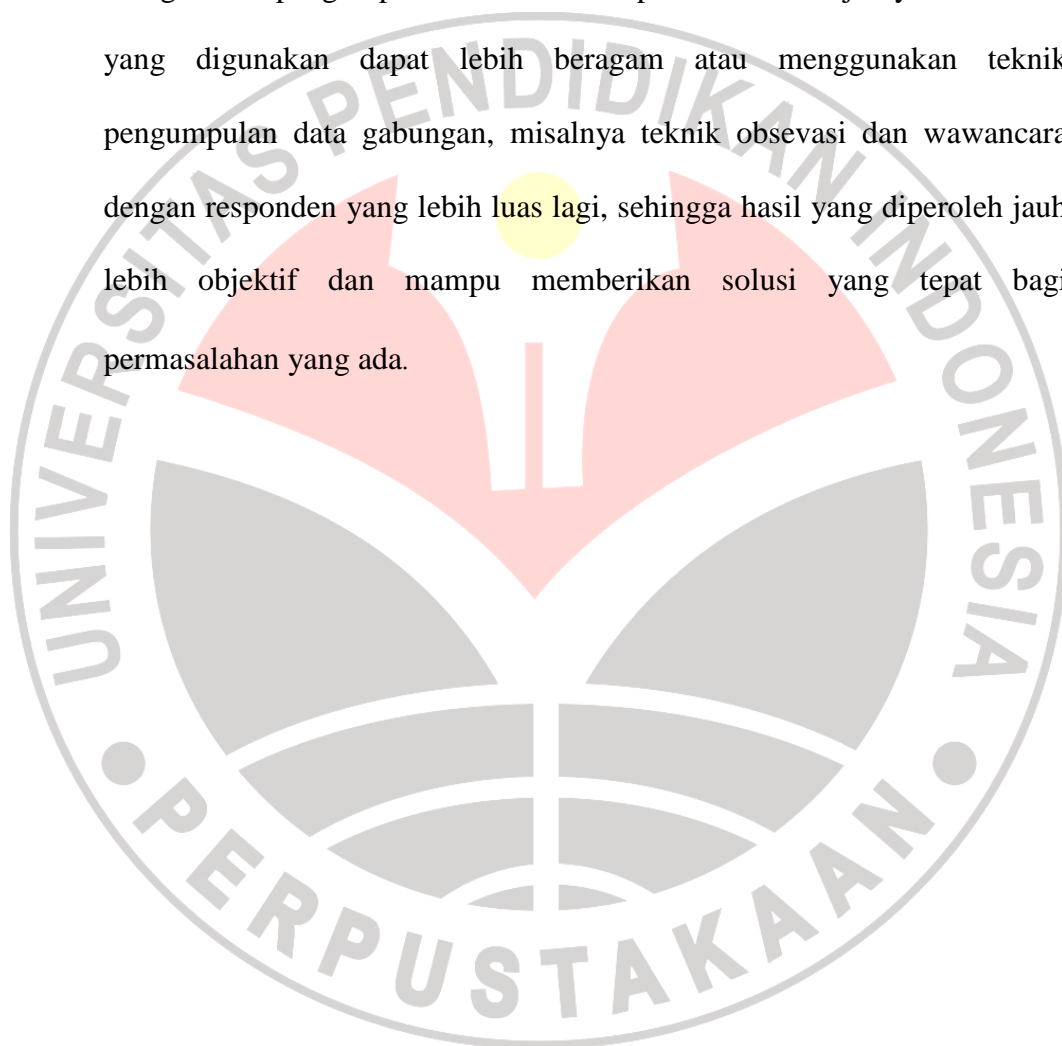 yang digunakan dapat lebih beragam atau menggunakan teknik
pengumpulan data gabungan, misalnya teknik obsevasi dan wawancara
dengan responden yang lebih luas lagi, sehingga hasil yang diperoleh jauh
lebih objektif dan mampu memberikan solusi yang tepat bagi
permasalahan yang ada.
UNIVERSITAS PENDIDIKAN INDONESIA
PERPUSTAKAAN